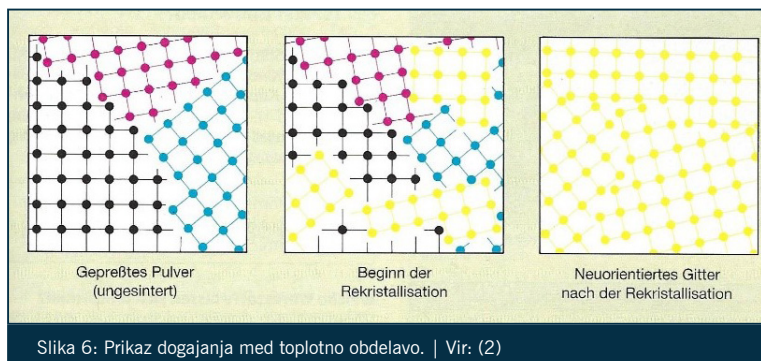 Gepreßtes Pulver
(ungesintert)
Beginn der
Rekristallisation
Neuorientiertes Gitter
nach der Rekristallisation
Slika 6: Prikaz dogajanja med toplotno obdelavo. | Vir: (2)